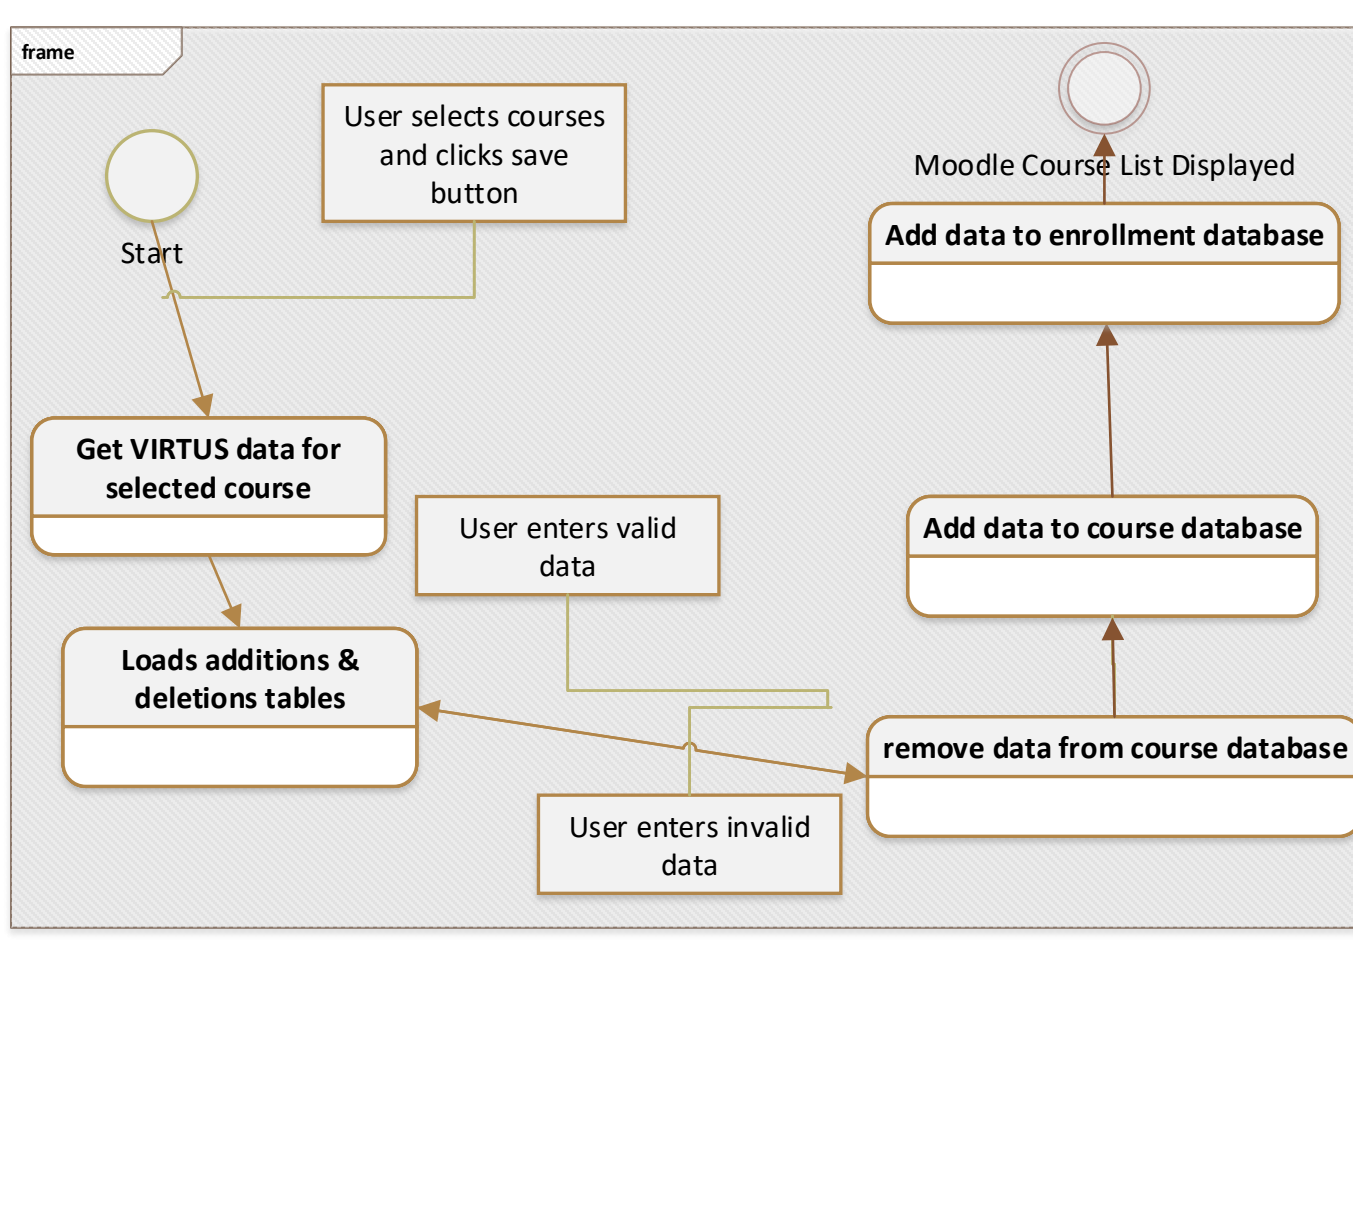 frame
User selects courses
and clicks save
button
Start
Moodle Course List Displayed
Add data to enrollment database
Get VIRTUS data for
selected course
User enters valid
data
Add data to course database
Loads additions &
deletions tables
remove data from course database
User enters invalid
data